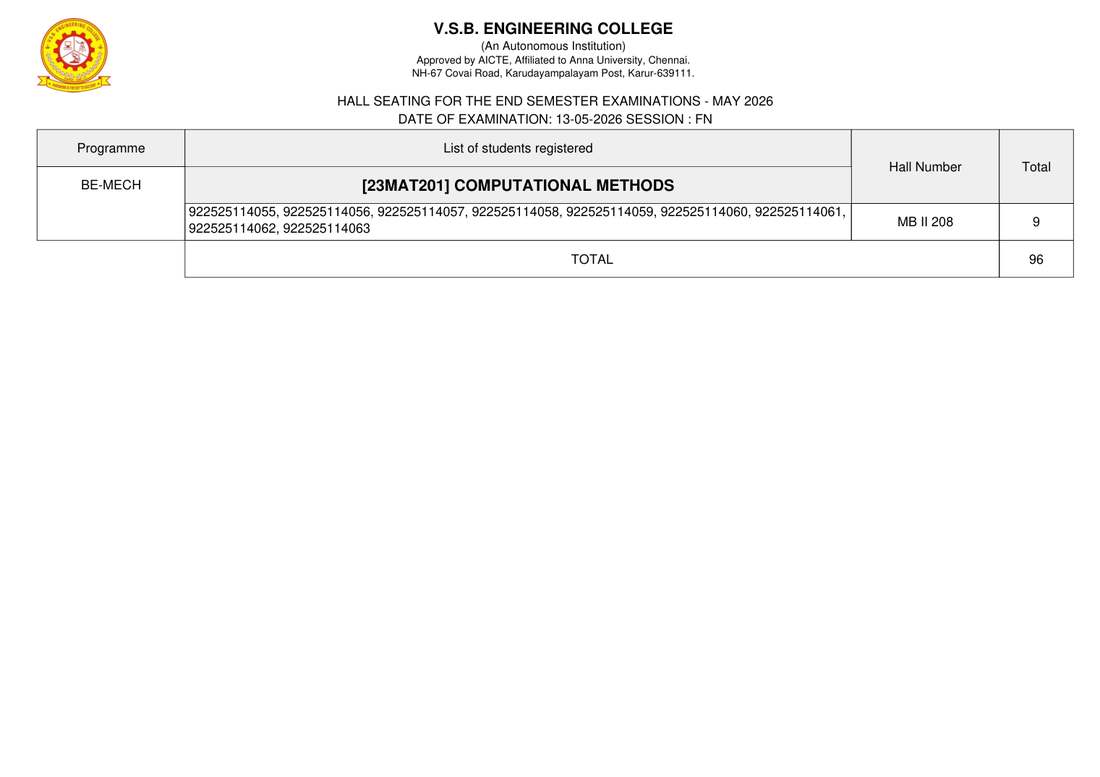 V.S.B. ENGINEERING COLLEGE
(An Autonomous Institution)
Approved by AICTE, Affiliated to Anna University, Chennai.
NH-67 Covai Road, Karudayampalayam Post, Karur-639111.
HALL SEATING FOR THE END SEMESTER EXAMINATIONS - MAY 2026
DATE OF EXAMINATION: 13-05-2026 SESSION : FN
Programme
List of students registered
Hall Number
Total
BE-MECH
[23MAT201] COMPUTATIONAL METHODS
922525114055, 922525114056, 922525114057, 922525114058, 922525114059, 922525114060, 922525114061,
922525114062, 922525114063
MB II 208
9
TOTAL
96